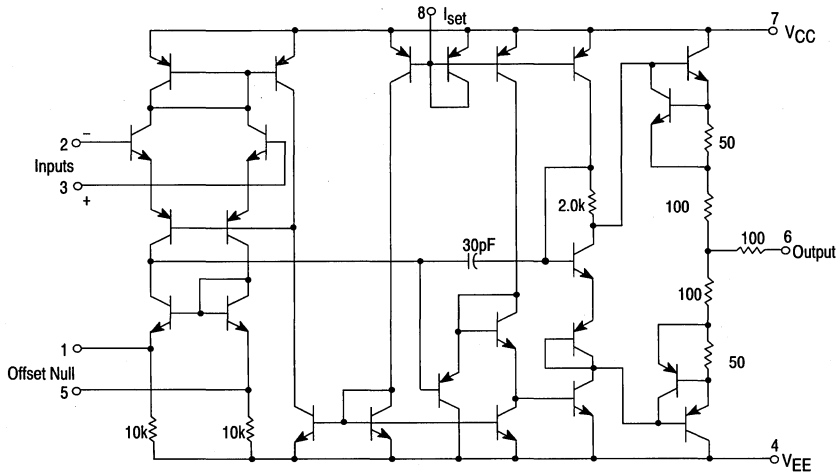 8 Iset
7 VCC
2 −
Inputs
3
+
50
2.0k
100
30pF
100 6 Output
100
1
Offset Null
5
50
10k 10k
4 VEE